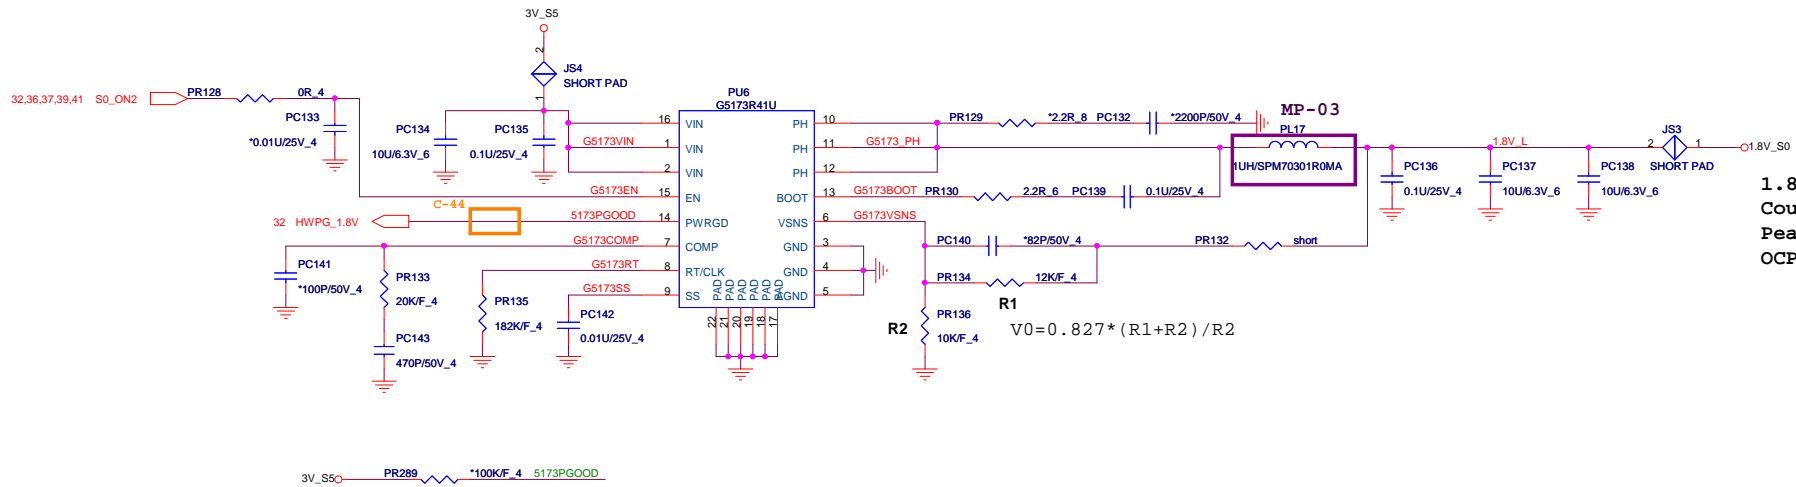 3V_S5
2
JS4
SHORT PAD
1
32,36,37,39,41 S0_ON2
PR128
0R_4
PC133
*0.01U/25V_4
PC134
10U/6.3V_6
PC135
0.1U/25V_4
PU6
G5173R41U
16 VIN
G5173VIN 1 VIN
2 VIN
G5173EN 15 EN
C-44
32 HWPG_1.8V
5173PGOOD 14 PWRGD
G5173COMP 7 COMP
G5173RT 8 RT/CLK
G5173SS 9 SS
PH 10
PH 11 G5173_PH
PH 12
BOOT 13 G5173BOOT
VSNS 6 G5173VSNS
GND 3
GND 4
AGND 5
PAD PAD PAD PAD PAD PAD
22 21 20 19 18 17
PC141
*100P/50V_4
PR133
20K/F_4
PC143
470P/50V_4
PR135
182K/F_4
PC142
0.01U/25V_4
PR129 *2.2R_8 PC132 *2200P/50V_4
MP-03
PL17
1UH/SPM70301R0MA
PR130 2.2R_6 PC139 0.1U/25V_4
PC140 *82P/50V_4
PR132 short
PR134 12K/F_4
R1
R2
PR136
10K/F_4
V0=0.827*(R1+R2)/R2
1.8V_L
PC136
0.1U/25V_4
PC137
10U/6.3V_6
PC138
10U/6.3V_6
JS3
2 1
SHORT PAD
1.8V_S0
1.8
Cou
Pea
OCP
3V_S5 PR289 *100K/F_4 5173PGOOD